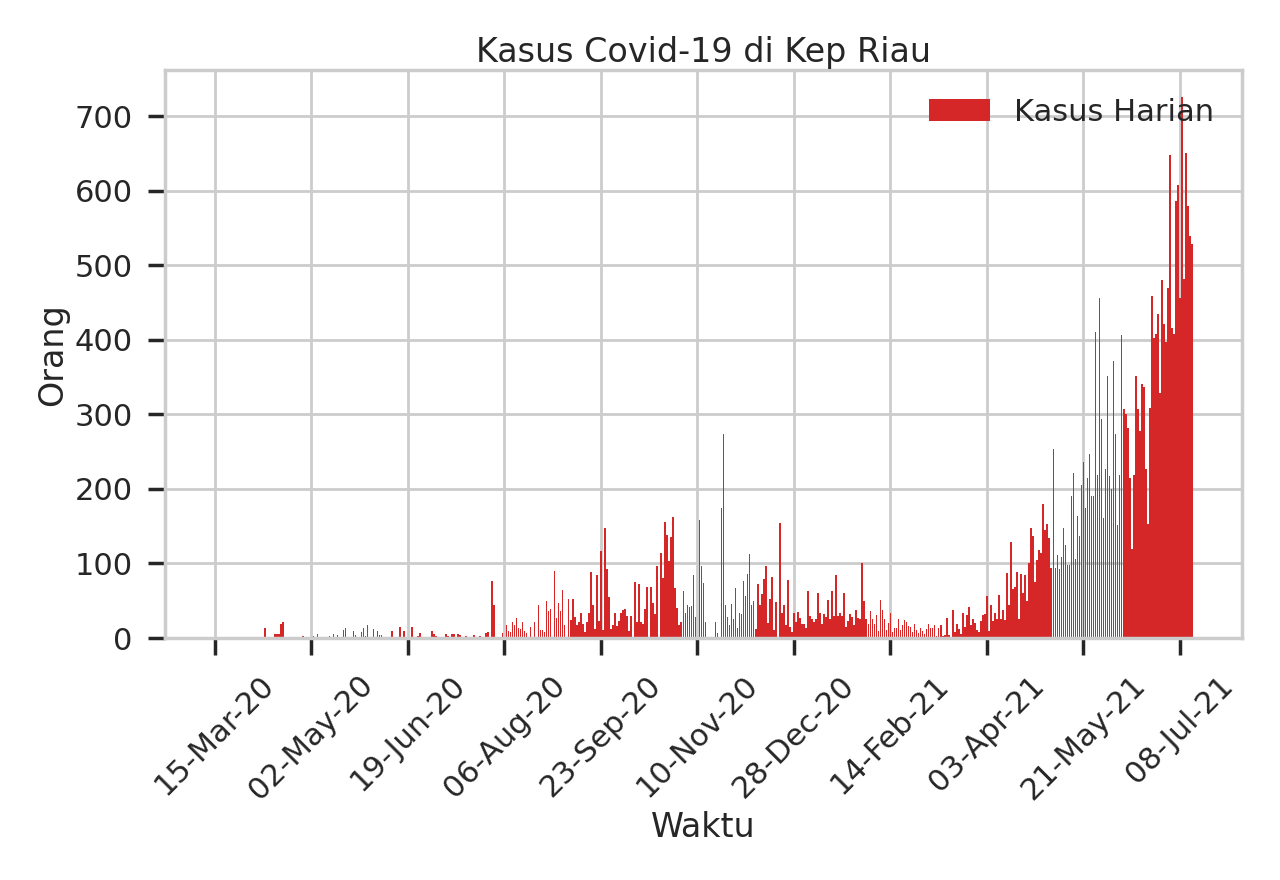 Kasus Covid-19 di Kep Riau
Kasus Harian
Orang
700
600
500
400
300
200
100
0
15-Mar-20
02-May-20
19-Jun-20
06-Aug-20
23-Sep-20
10-Nov-20
28-Dec-20
14-Feb-21
03-Apr-21
21-May-21
08-Jul-21
Waktu